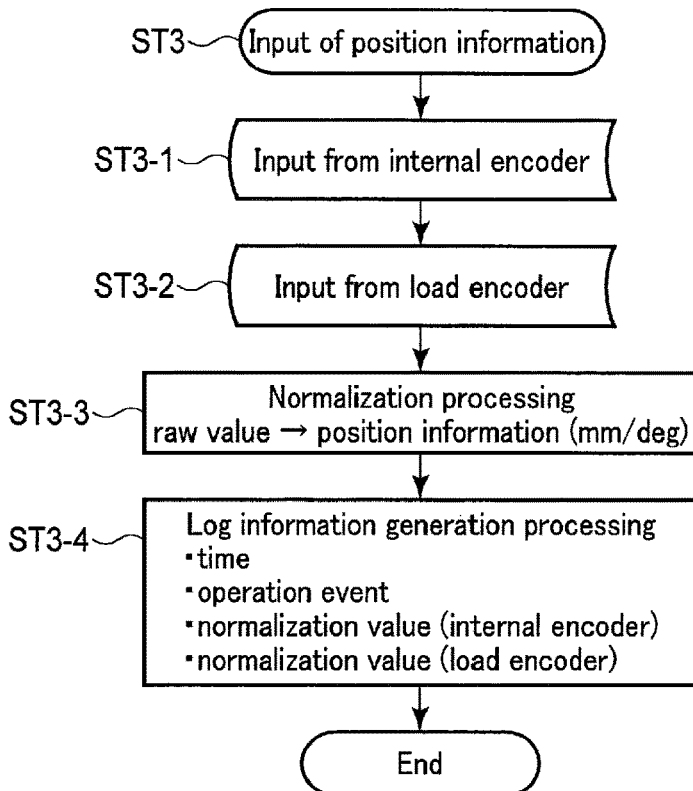 ST3
Input of position information
ST3-1
Input from internal encoder
ST3-2
Input from load encoder
ST3-3
Normalization processing
raw value → position information (mm/deg)
ST3-4
Log information generation processing
・time
・operation event
・normalization value (internal encoder)
・normalization value (load encoder)
End